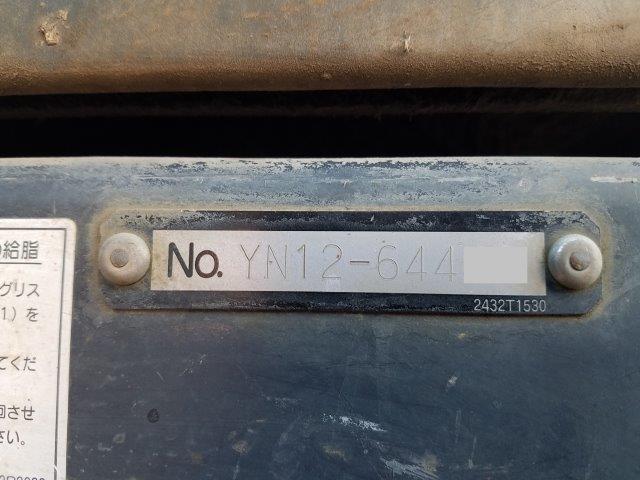 No. YN12-644
2432T1530
給脂
グリス
1）を
てくだ
回させ
さい。